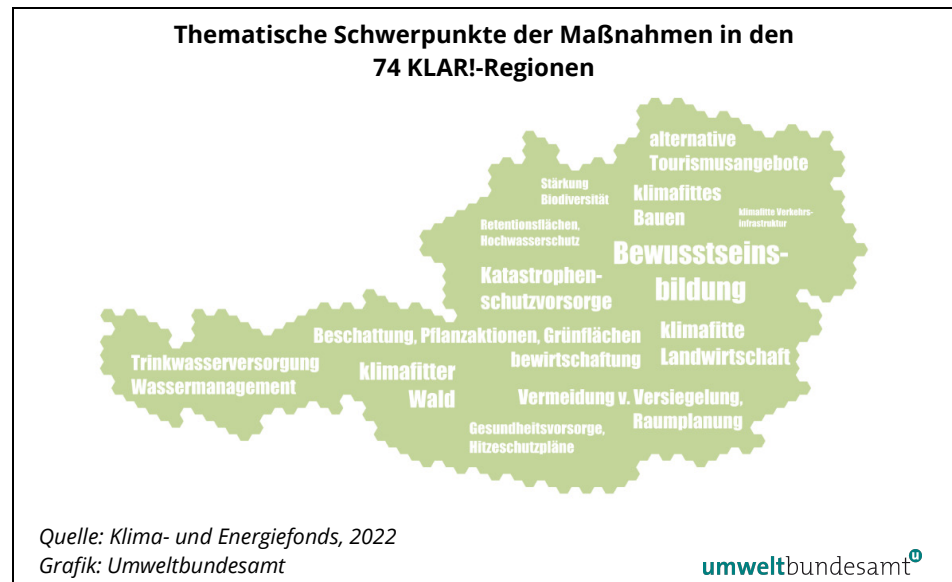 Thematische Schwerpunkte der Maßnahmen in den
74 KLAR!-Regionen
alternative
Tourismusangebote
Stärkung
Biodiversität
klimafittes
Bauen
klimafitte Verkehrs-
infrastruktur
Retentionsflächen,
Hochwasserschutz
Bewusstseins-
bildung
Katastrophen-
schutzvorsorge
Beschattung, Pflanzaktionen, Grünflächen
bewirtschaftung
klimafitte
Landwirtschaft
Trinkwasserversorgung
Wassermanagement
klimafitter
Wald
Vermeidung v. Versiegelung,
Raumplanung
Gesundheitsvorsorge,
Hitzeschutzpläne
Quelle: Klima- und Energiefonds, 2022
Grafik: Umweltbundesamt
umweltbundesamt u